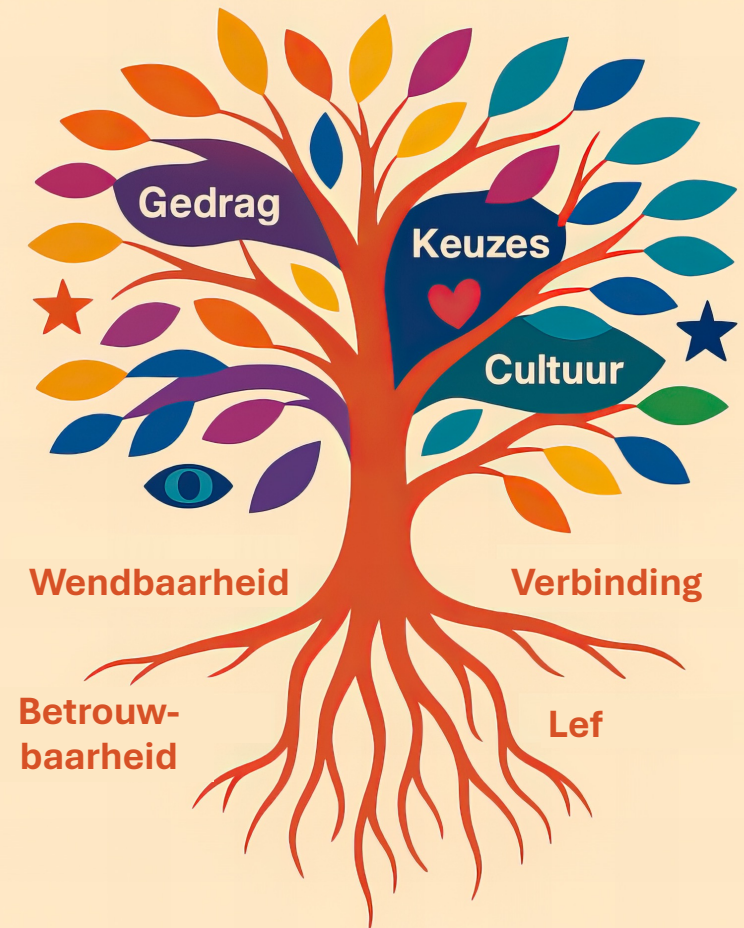 Gedrag
Keuzes
Cultuur
Wendbaarheid
Verbinding
Betrouw-
baarheid
Lef